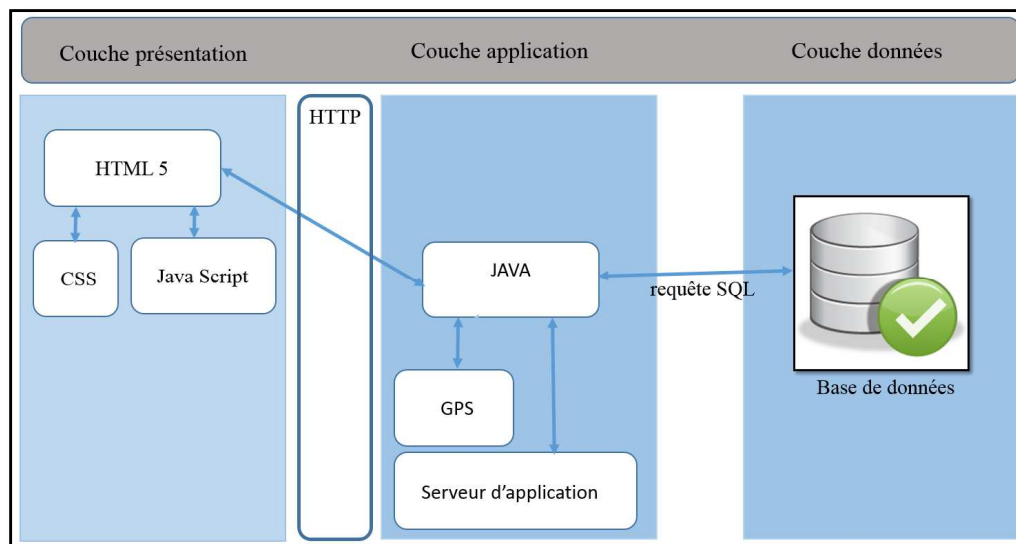 Couche présentation
Couche application
Couche données
HTTP
HTML 5
CSS
Java Script
JAVA
requête SQL
GPS
Serveur d'application
Base de données